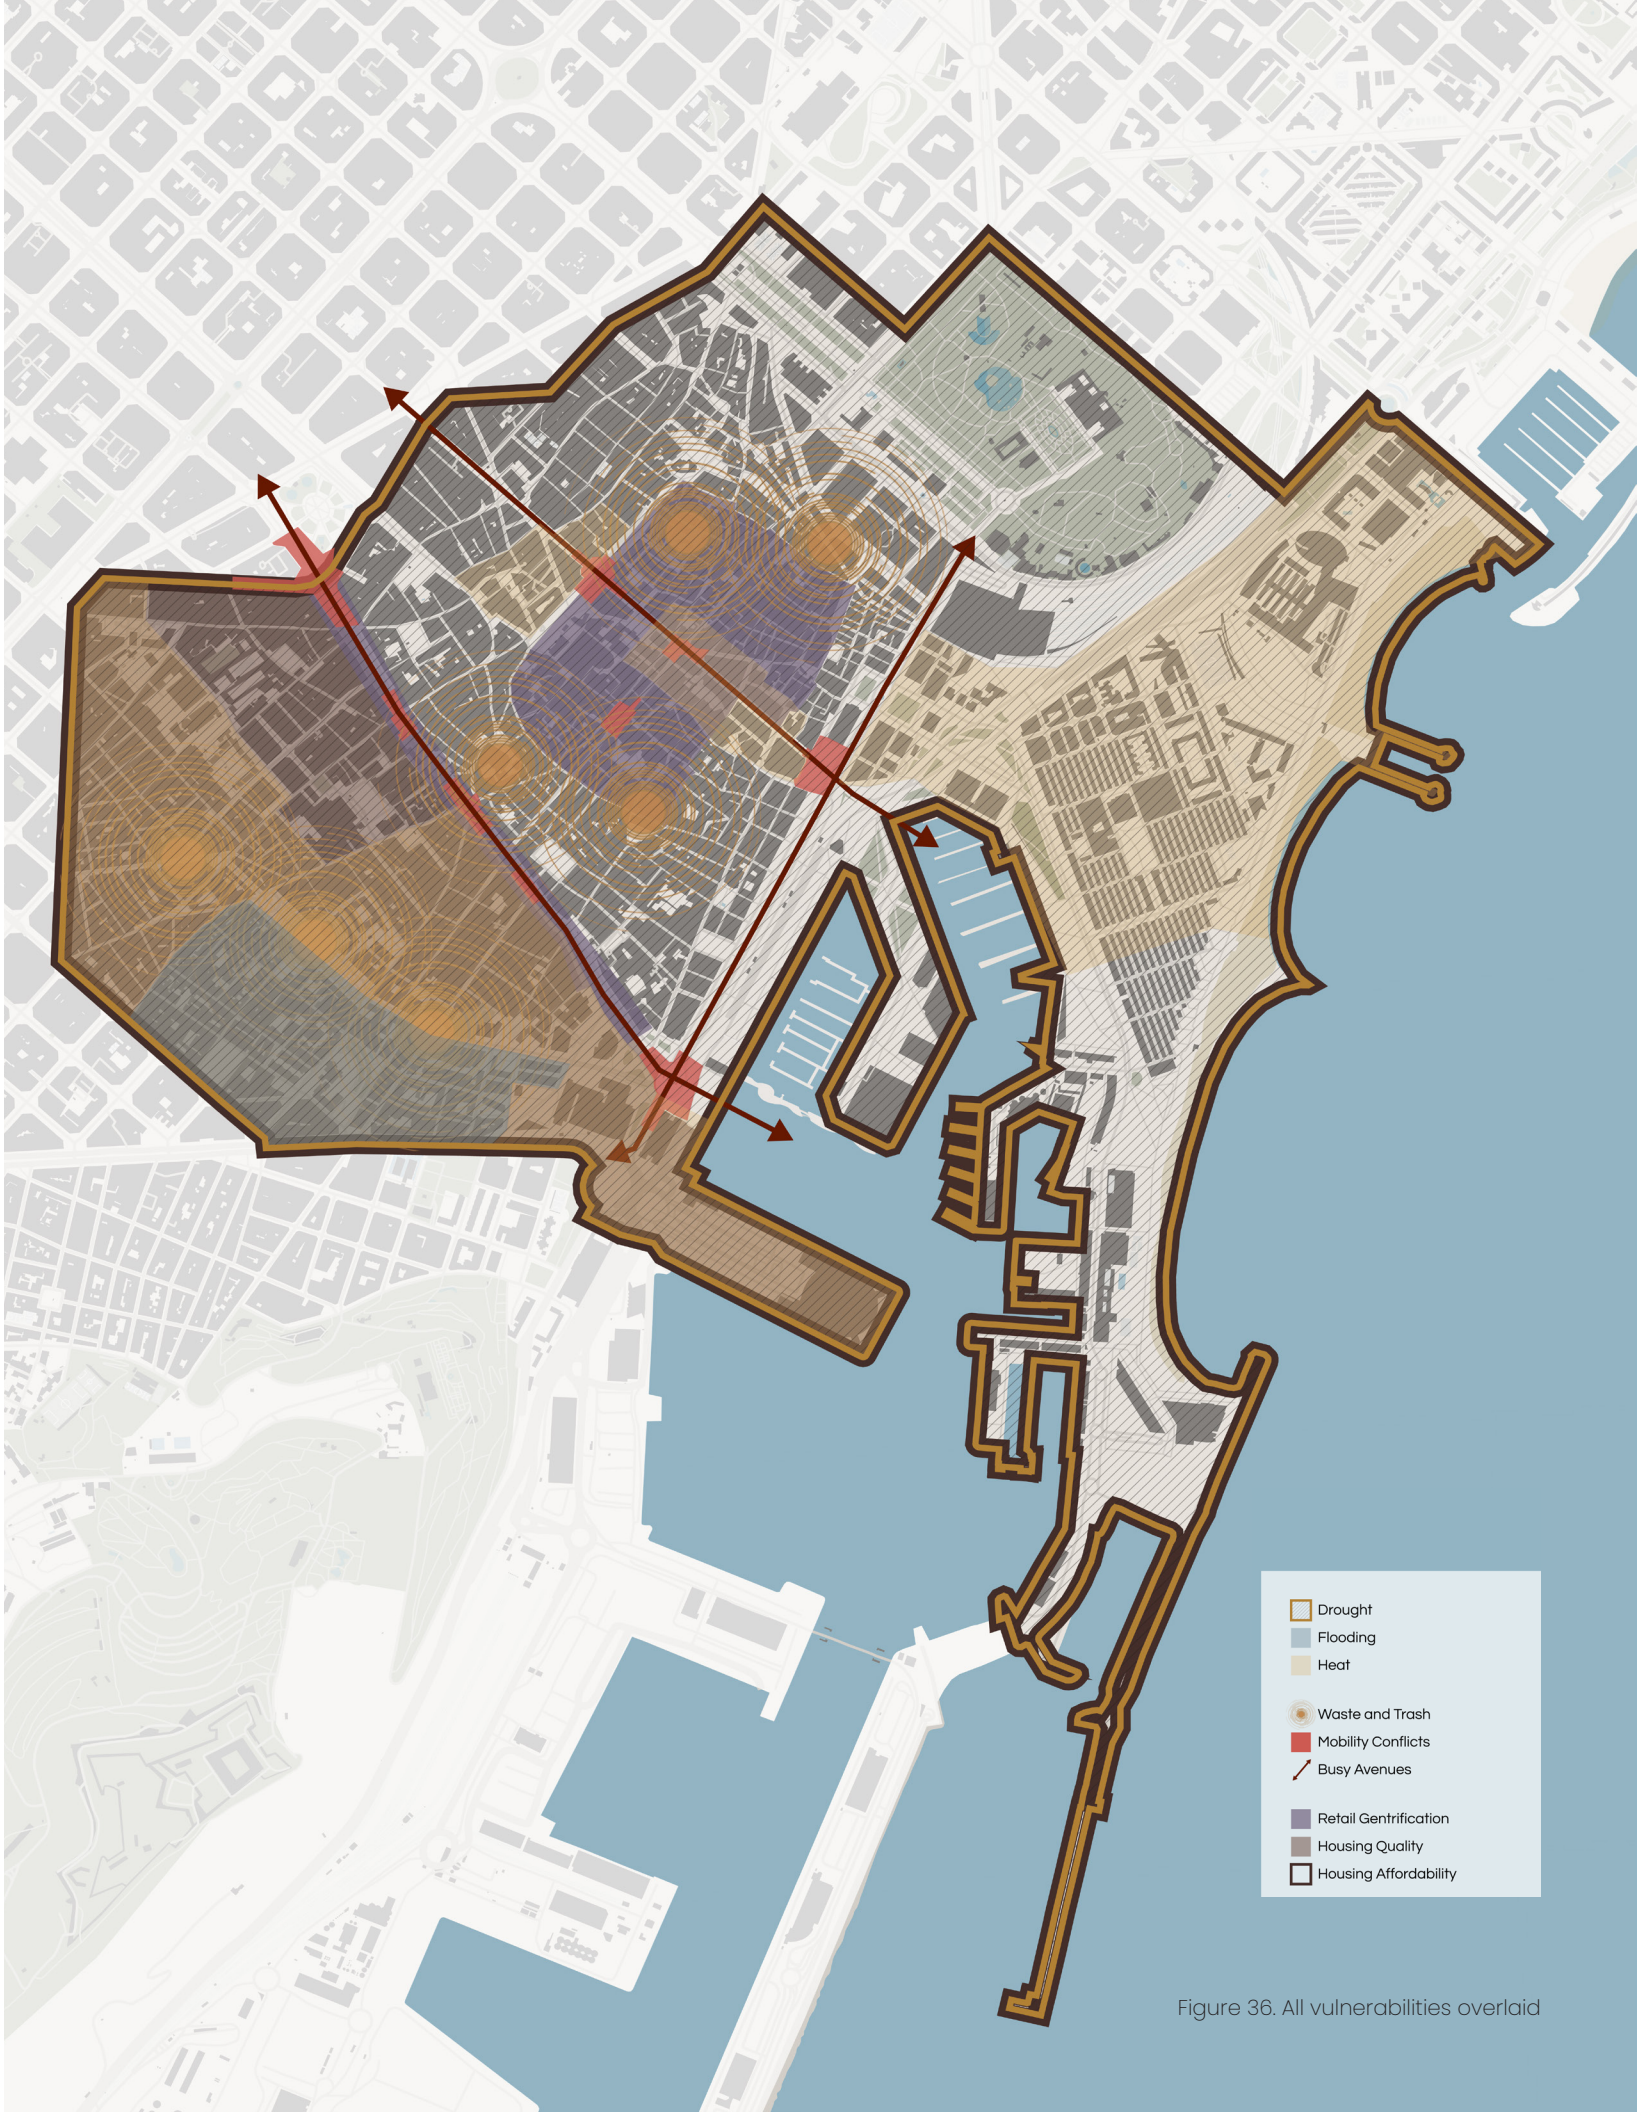 Drought
Flooding
Heat
Waste and Trash
Mobility Conflicts
Busy Avenues
Retail Gentrification
Housing Quality
Housing Affordability
Figure 36. All vulnerabilities overlaid